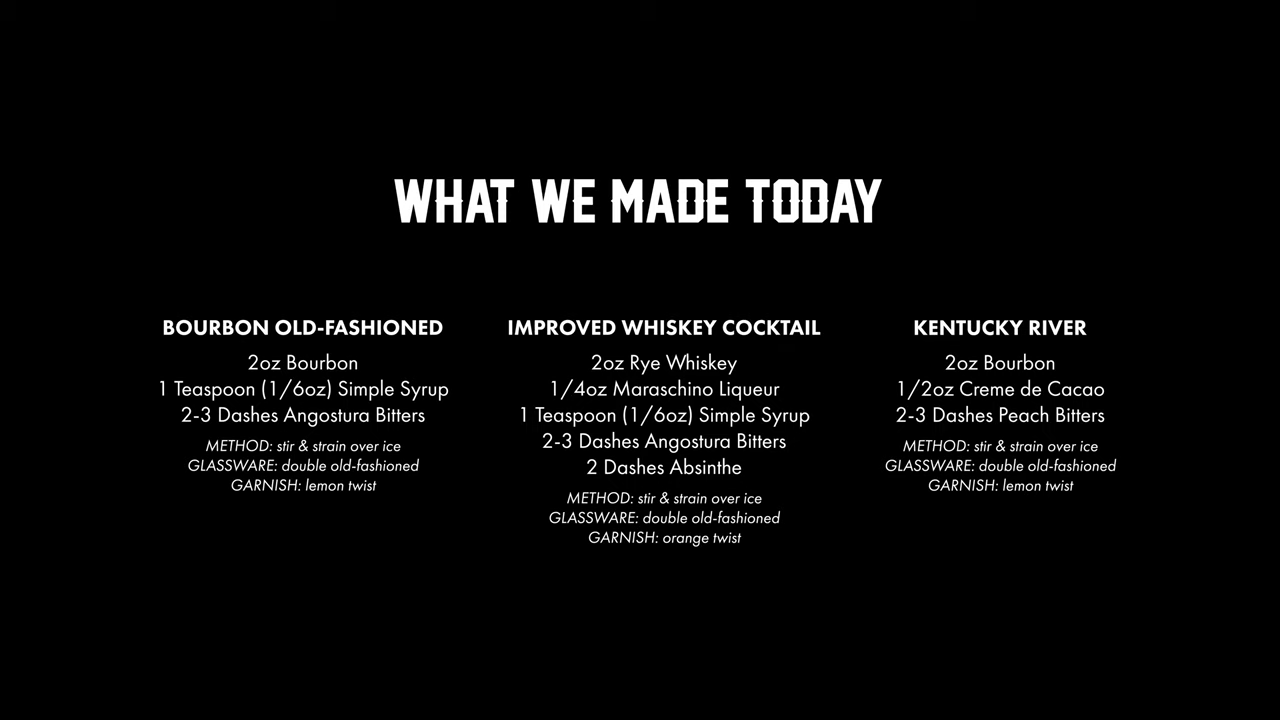 WHAT WE MADE TODAY
BOURBON OLD-FASHIONED
2oz Bourbon
1 Teaspoon (1/6oz) Simple Syrup
2-3 Dashes Angostura Bitters
METHOD: stir & strain over ice
GLASSWARE: double old-fashioned
GARNISH: lemon twist
IMPROVED WHISKEY COCKTAIL
2oz Rye Whiskey
1/4oz Maraschino Liqueur
1 Teaspoon (1/6oz) Simple Syrup
2-3 Dashes Angostura Bitters
2 Dashes Absinthe
METHOD: stir & strain over ice
GLASSWARE: double old-fashioned
GARNISH: orange twist
KENTUCKY RIVER
2oz Bourbon
1/2oz Creme de Cacao
2-3 Dashes Peach Bitters
METHOD: stir & strain over ice
GLASSWARE: double old-fashioned
GARNISH: lemon twist